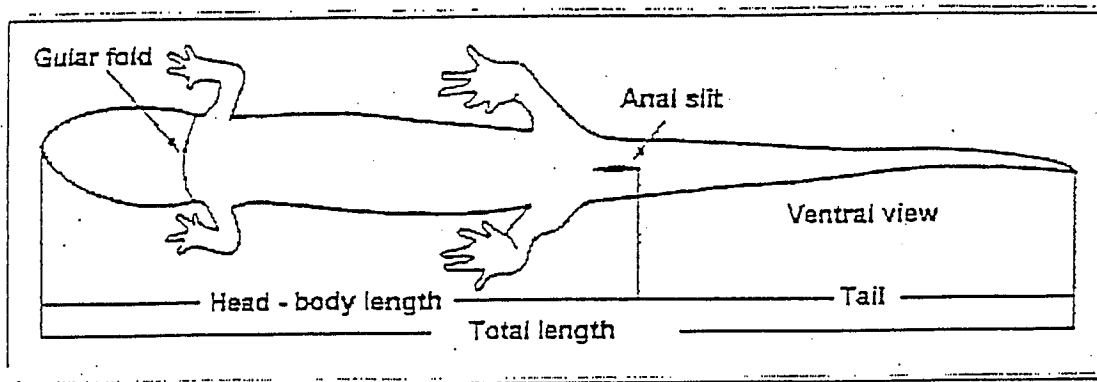 Gular fold
Anal slit
Ventral view
Head - body length
Tail
Total length